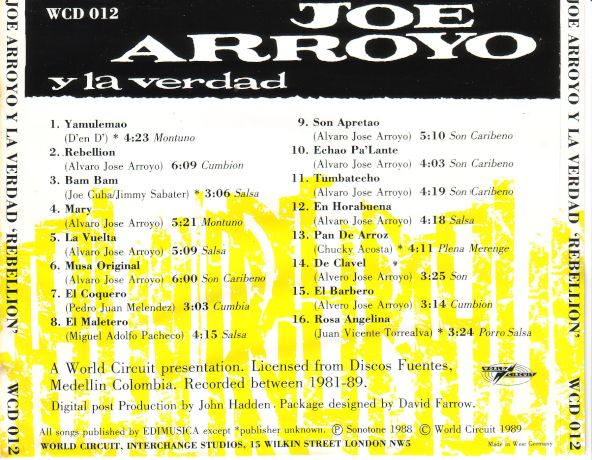 WCD 012
JOE
ARROYO
y la verdad
JOE ARROYO Y LA VERDAD 'REBELLION' WCD 012
1. Yamulemao
(D'en D') * 4:23 Montuno
2. Rebellion
(Alvaro Jose Arroyo) 6:09 Cumbion
3. Bam Bam
(Joe Cuba/Jimmy Sabater) * 3:06 Salsa
4. Mary
(Alvaro Jose Arroyo) 5:21 Montuno
5. La Vuelta
(Alvaro Jose Arroyo) 5:09 Salsa
6. Musa Original
(Alvaro Jose Arroyo) 6:00 Son Caribeno
7. El Coquero
(Pedro Juan Melendez) 3:03 Cumbia
8. El Maletero
(Miguel Adolfo Pacheco) 4:15 Salsa
9. Son Apretao
(Alvaro Jose Arroyo) 5:10 Son Caribeno
10. Echao Pa'Lante
(Alvaro Jose Arroyo) 4:03 Son Caribeno
11. Tumbatecho
(Alvaro Jose Arroyo) 4:19 Son Caribeno
12. En Horabuena
(Alvaro Jose Arroyo) 4:18 Salsa
13. Pan De Arroz
(Chucky Acosta) * 4:11 Plena Merenge
14. De Clavel
(Alvero Jose Arroyo) 3:25 Son
15. El Barbero
(Alvero Jose Arroyo) 3:14 Cumbion
16. Rosa Angelina
(Juan Vicente Torrealva) * 3:24 Porro Salsa
A World Circuit presentation. Licensed from Discos Fuentes,
Medellin Colombia. Recorded between 1981-89.
WORLD CIRCUIT
Digital post Production by John Hadden. Package designed by David Farrow.
All songs published by EDIMUSICA except *publisher unknown. Ⓟ Sonotone 1988 © World Circuit 1989
WORLD CIRCUIT, INTERCHANGE STUDIOS, 15 WILKIN STREET LONDON NW5
Made in West Germany
JOE ARROYO Y LA VERDAD 'REBELLION' WCD 012